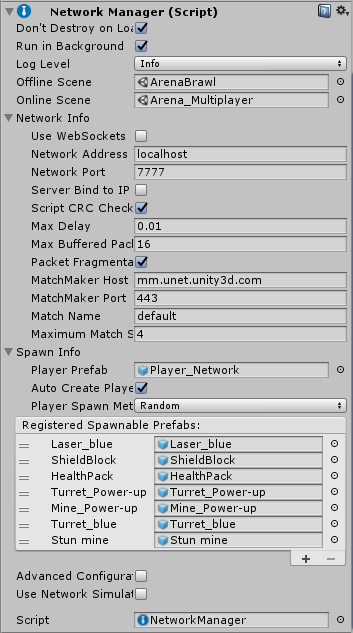 Network Manager (Script)
Don't Destroy on Loa
Run in Background
Log Level Info
Offline Scene ArenaBrawl
Online Scene Arena_Multiplayer
Network Info
Use WebSockets
Network Address localhost
Network Port 7777
Server Bind to IP
Script CRC Check
Max Delay 0.01
Max Buffered Pac 16
Packet Fragmenta
MatchMaker Host mm.unet.unity3d.com
MatchMaker Port 443
Match Name default
Maximum Match S 4
Spawn Info
Player Prefab Player_Network
Auto Create Playe
Player Spawn Met Random
Registered Spawnable Prefabs:
Laser_blue Laser_blue
ShieldBlock ShieldBlock
HealthPack HealthPack
Turret_Power-up Turret_Power-up
Mine_Power-up Mine_Power-up
Turret_blue Turret_blue
Stun mine Stun mine
+ −
Advanced Configurat
Use Network Simulat
Script NetworkManager